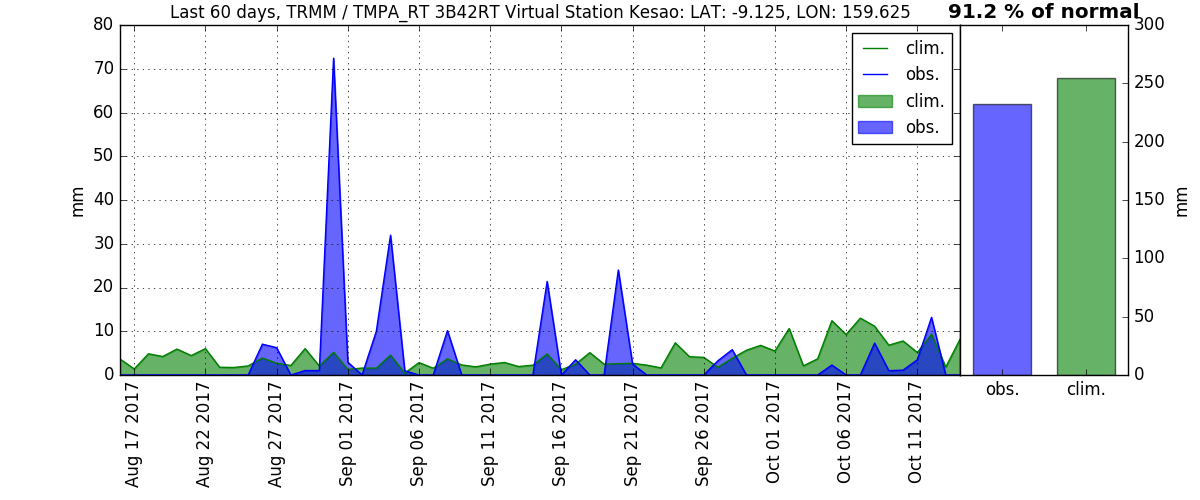 Last 60 days, TRMM / TMPA_RT 3B42RT Virtual Station Kesao: LAT: -9.125, LON: 159.625
91.2 % of normal
80
70
60
50
40
30
20
10
0
mm
clim.
obs.
clim.
obs.
Aug 17 2017
Aug 22 2017
Aug 27 2017
Sep 01 2017
Sep 06 2017
Sep 11 2017
Sep 16 2017
Sep 21 2017
Sep 26 2017
Oct 01 2017
Oct 06 2017
Oct 11 2017
300
250
200
150
100
50
0
mm
obs.
clim.